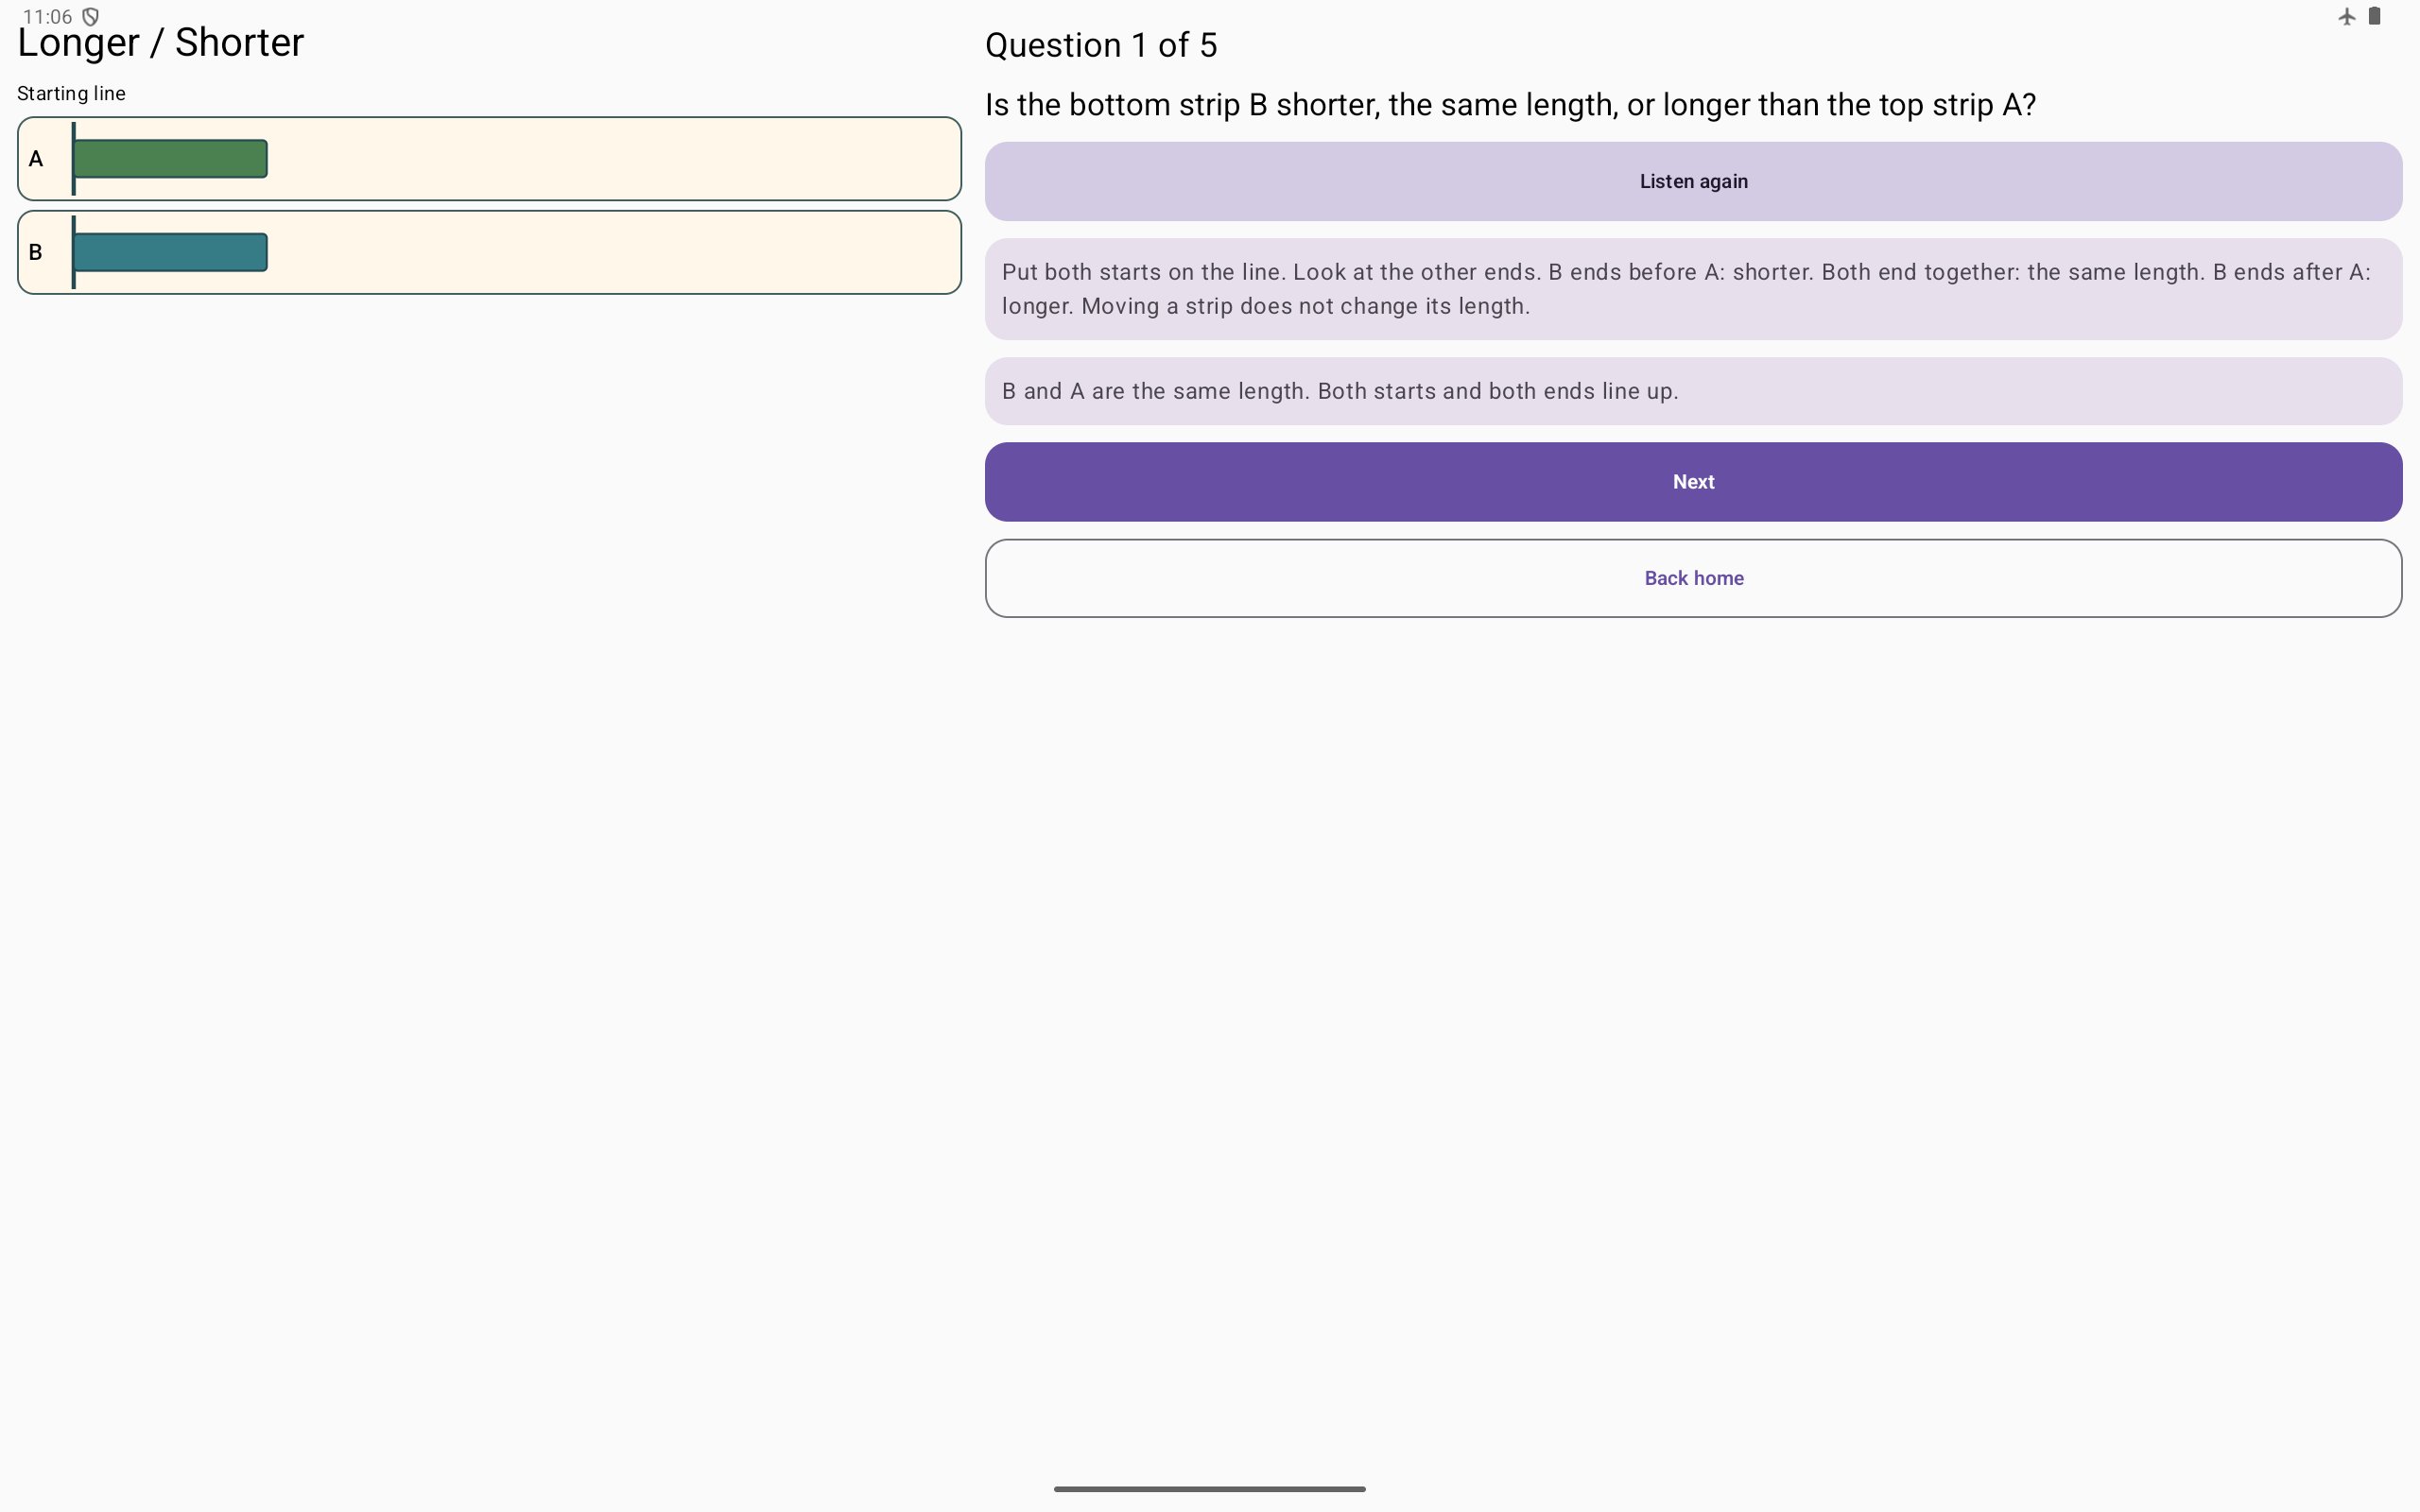 11:06
Longer / Shorter
Starting line
A
B
Question 1 of 5
Is the bottom strip B shorter, the same length, or longer than the top strip A?
Listen again
Put both starts on the line. Look at the other ends. B ends before A: shorter. Both end together: the same length. B ends after A:
longer. Moving a strip does not change its length.
B and A are the same length. Both starts and both ends line up.
Next
Back home